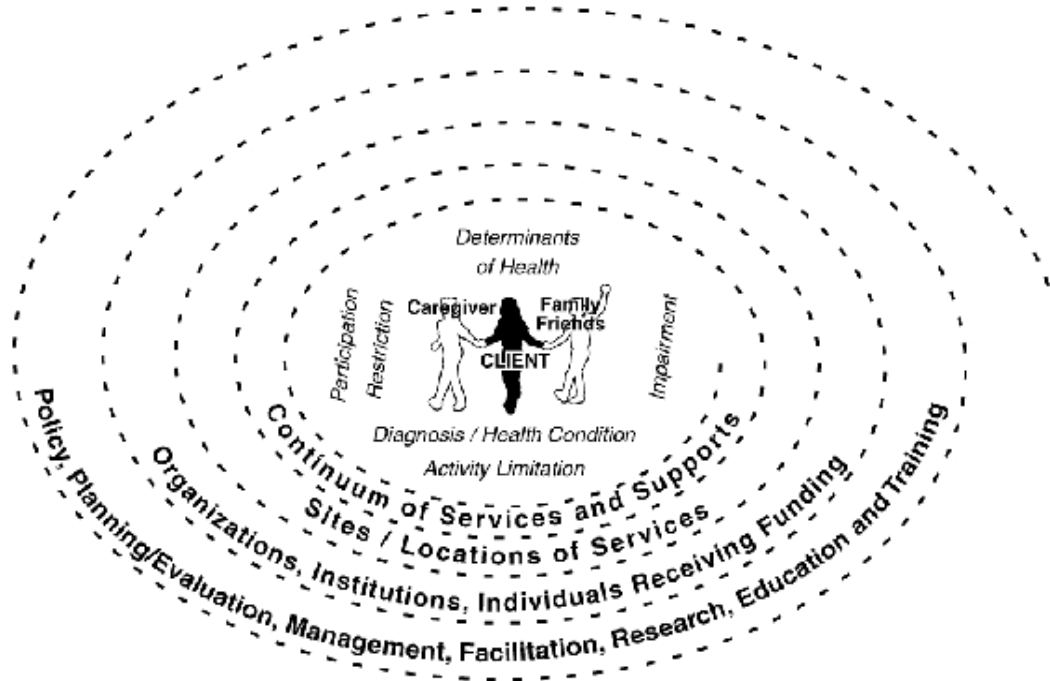 Determinants
of Health
Participation
Restriction
Caregiver
Family
Friends
CLIENT
Impairment
Diagnosis / Health Condition
Activity Limitation
Continuum of Services and Supports
Sites / Locations of Services
Organizations, Institutions, Individuals Receiving Funding
Policy, Planning/Evaluation, Management, Facilitation, Research, Education and Training